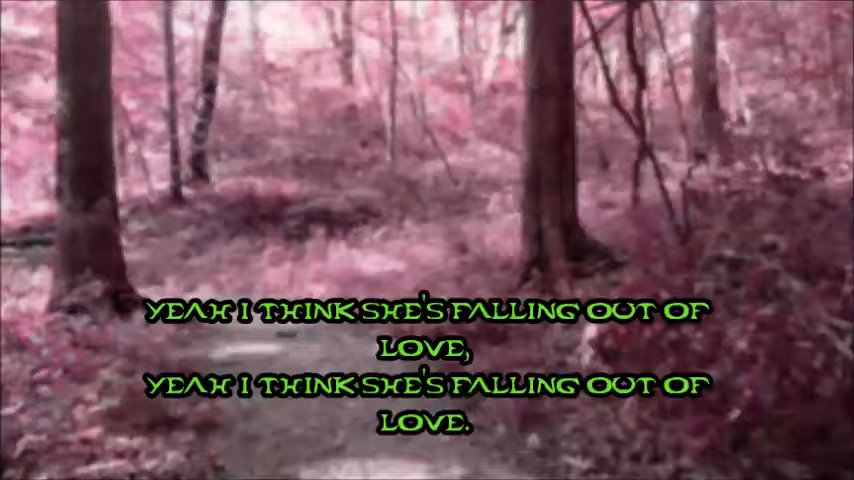 YEAH I THINK SHE'S FALLING OUT OF
LOVE,
YEAH I THINK SHE'S FALLING OUT OF
LOVE.